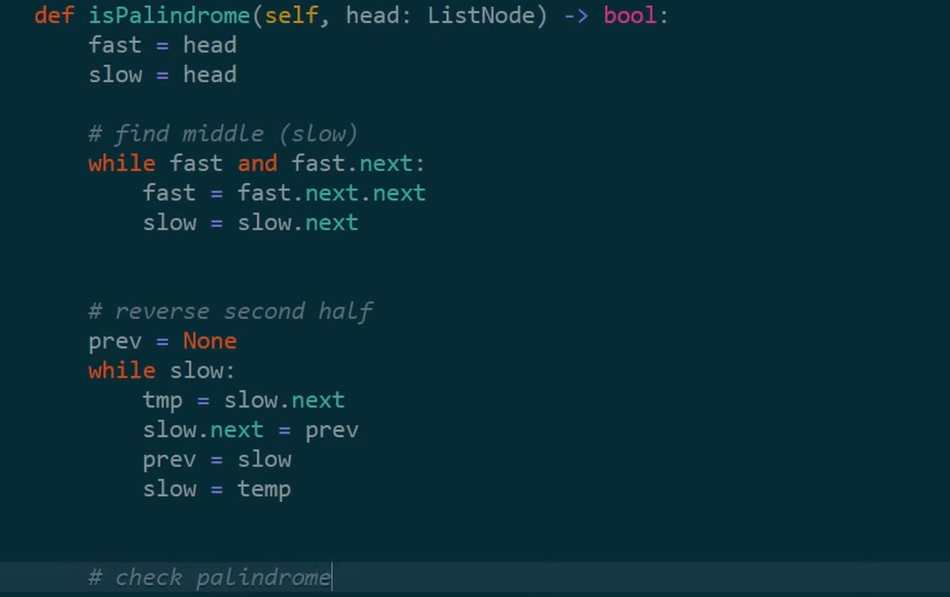 def isPalindrome(self, head: ListNode) -> bool:
    fast = head
    slow = head

    # find middle (slow)
    while fast and fast.next:
        fast = fast.next.next
        slow = slow.next


    # reverse second half
    prev = None
    while slow:
        tmp = slow.next
        slow.next = prev
        prev = slow
        slow = temp


    # check palindrome